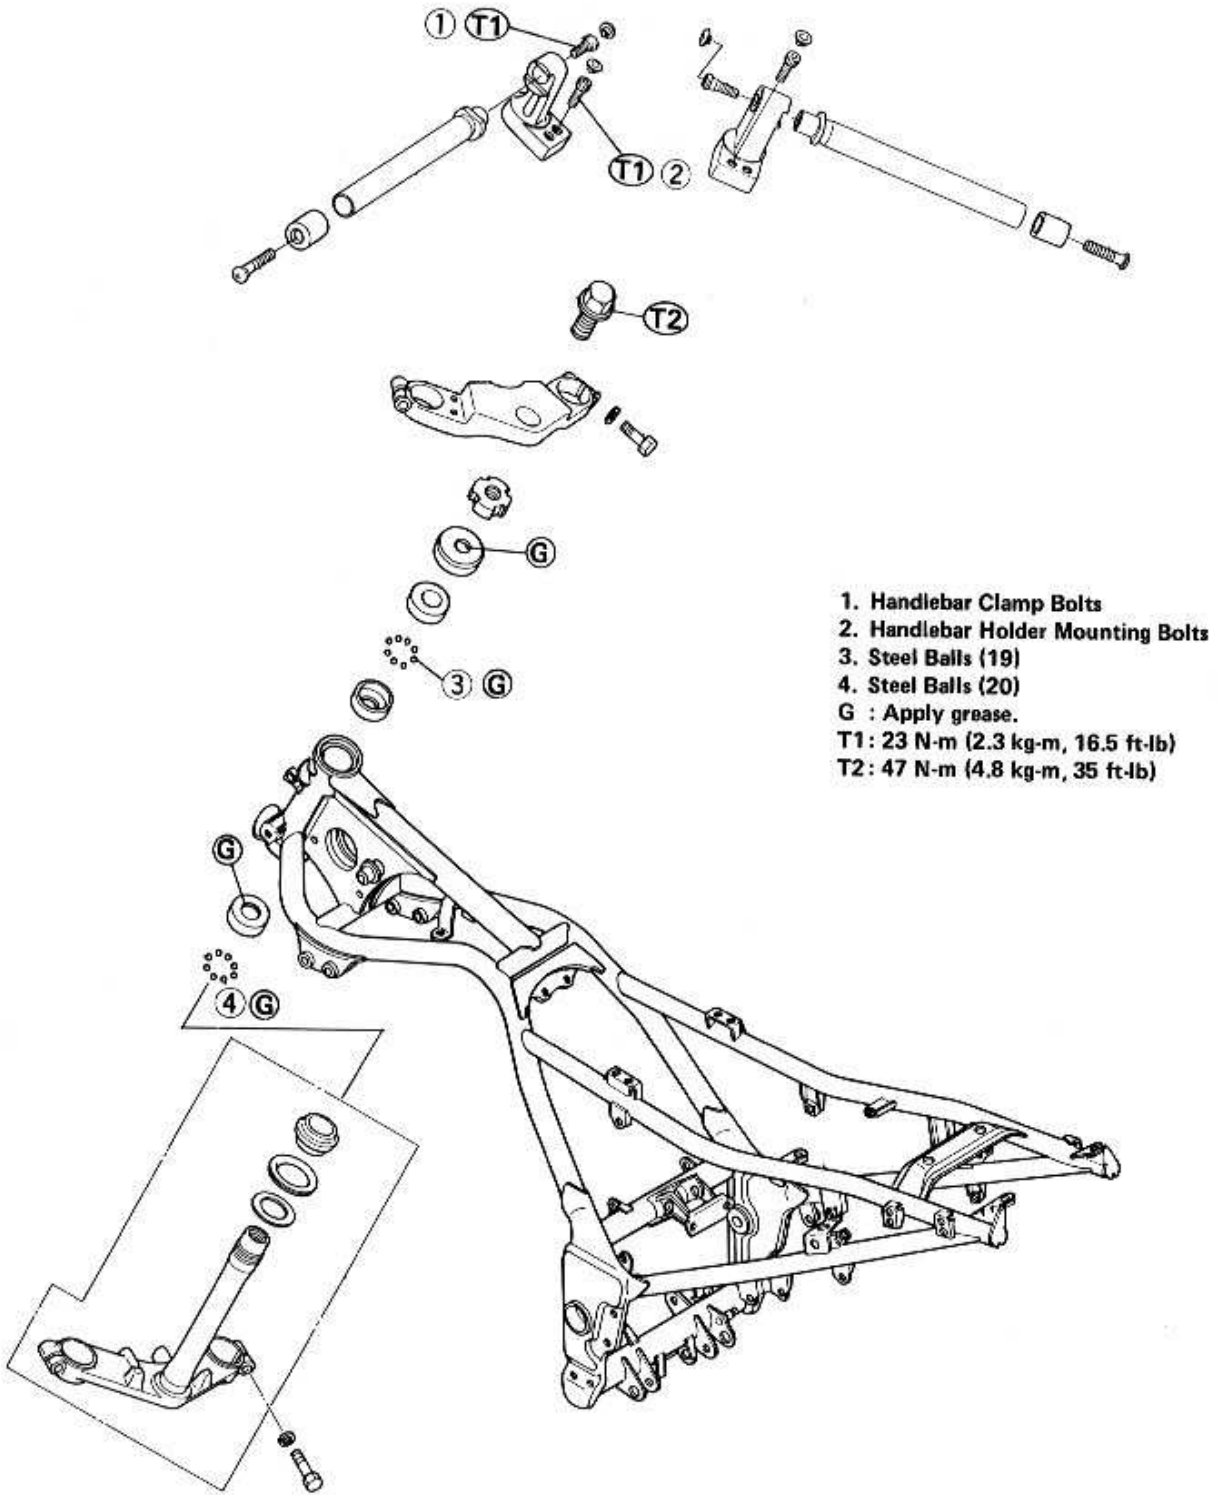 1 T1
T1 2
T2
G
3 G
G
4 G
1. Handlebar Clamp Bolts
2. Handlebar Holder Mounting Bolts
3. Steel Balls (19)
4. Steel Balls (20)
G : Apply grease.
T1: 23 N-m (2.3 kg-m, 16.5 ft-lb)
T2: 47 N-m (4.8 kg-m, 35 ft-lb)